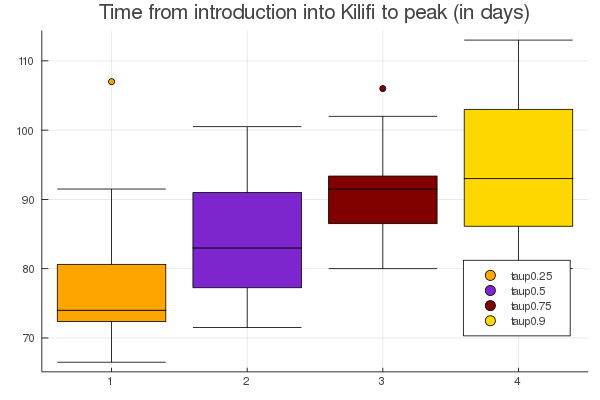 Time from introduction into Kilifi to peak (in days)
110
100
90
80
70
taup0.25
taup0.5
taup0.75
taup0.9
1 2 3 4